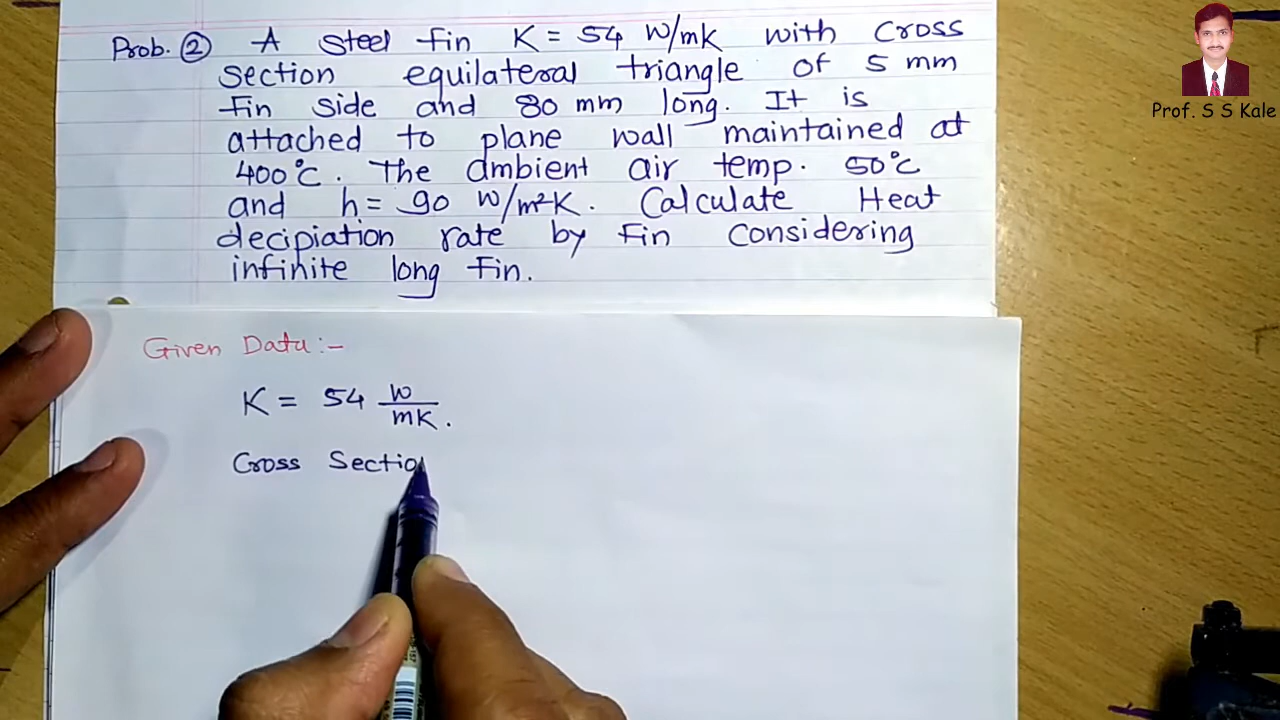 Prob. ② A Steel fin K = 54 W/mk with Cross
Section equilateral triangle of 5 mm
Fin Side and 80 mm long. It is
attached to plane wall maintained at
400°C. The ambient air temp. 50°C
and h = 90 W/m²K. Calculate Heat
decipiation rate by Fin Considering
infinite long Fin.
Prof. S S Kale
Given Data:-
K = 54 W/mK.
Cross Sectio